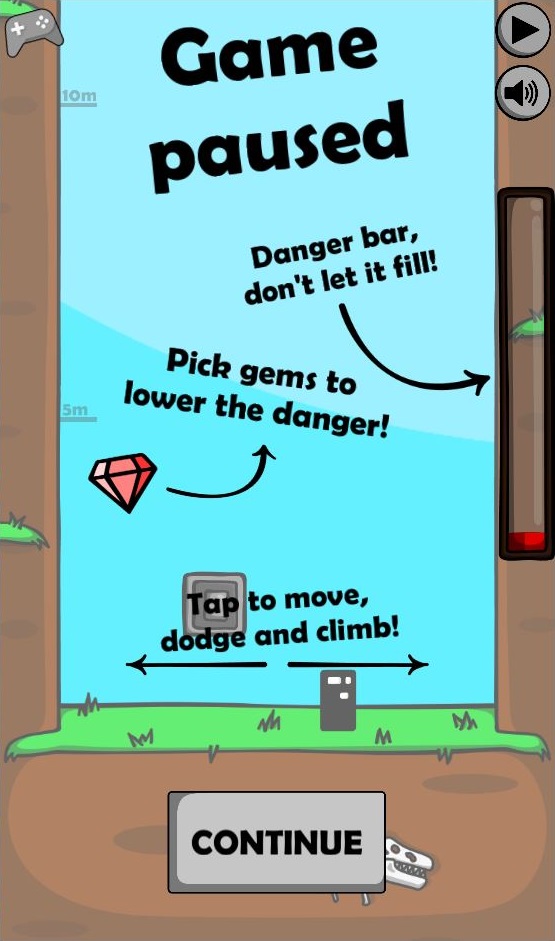 Game
paused
10m
Danger bar,
don't let it fill!
Pick gems to
lower the danger!
5m
Tap to move,
dodge and climb!
CONTINUE